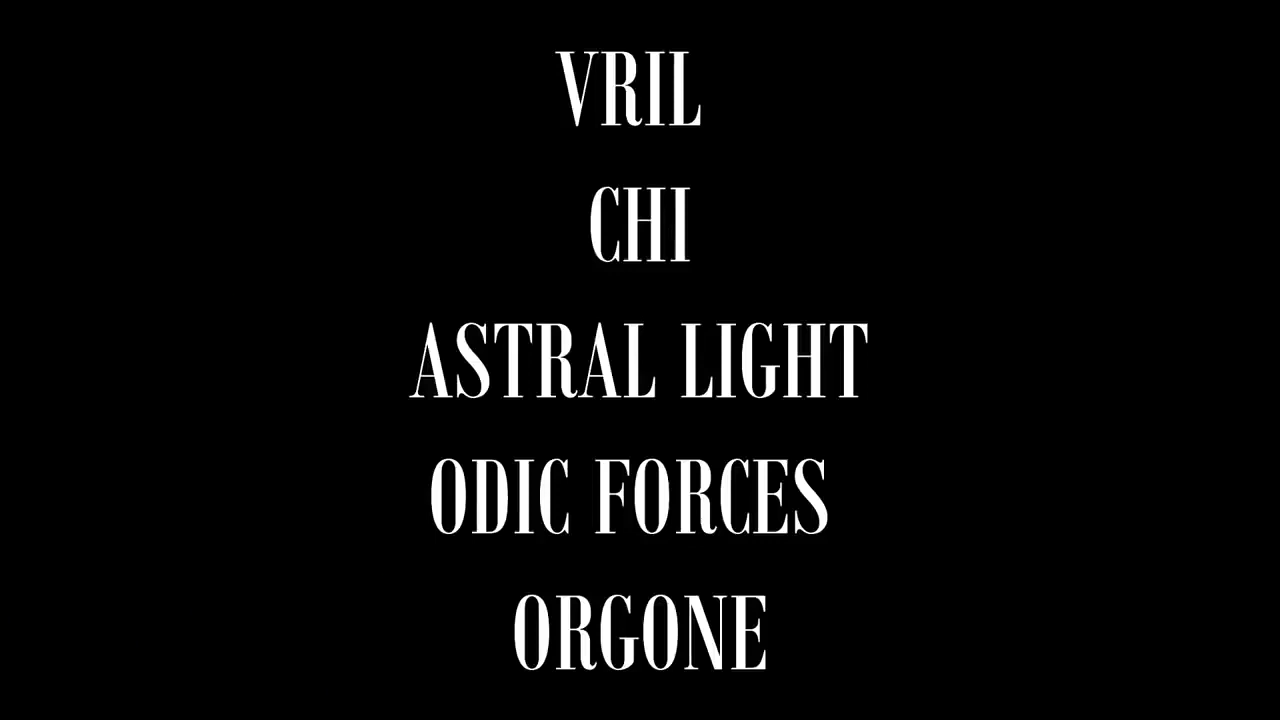 VRIL
CHI
ASTRAL LIGHT
ODIC FORCES
ORGONE